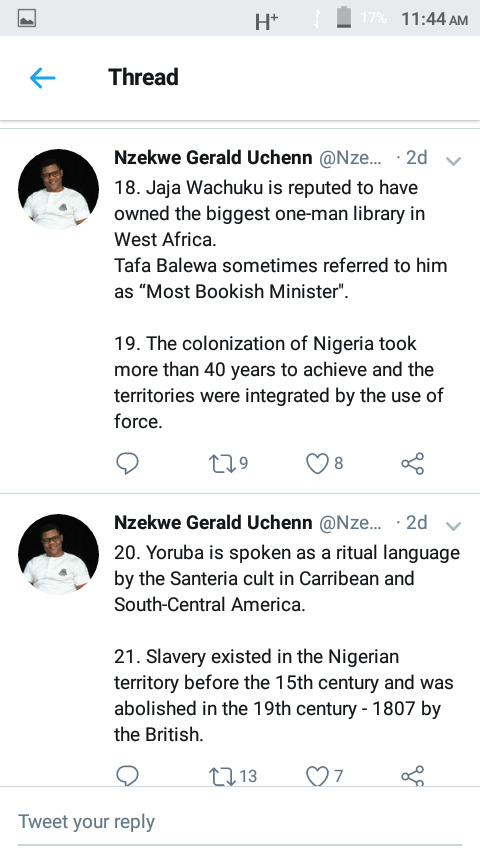 H+ 17% 11:44 AM
Thread
Nzekwe Gerald Uchenn @Nze... · 2d
18. Jaja Wachuku is reputed to have
owned the biggest one-man library in
West Africa.
Tafa Balewa sometimes referred to him
as “Most Bookish Minister".
19. The colonization of Nigeria took
more than 40 years to achieve and the
territories were integrated by the use of
force.
9 8
Nzekwe Gerald Uchenn @Nze... · 2d
20. Yoruba is spoken as a ritual language
by the Santeria cult in Carribean and
South-Central America.
21. Slavery existed in the Nigerian
territory before the 15th century and was
abolished in the 19th century - 1807 by
the British.
13 7
Tweet your reply